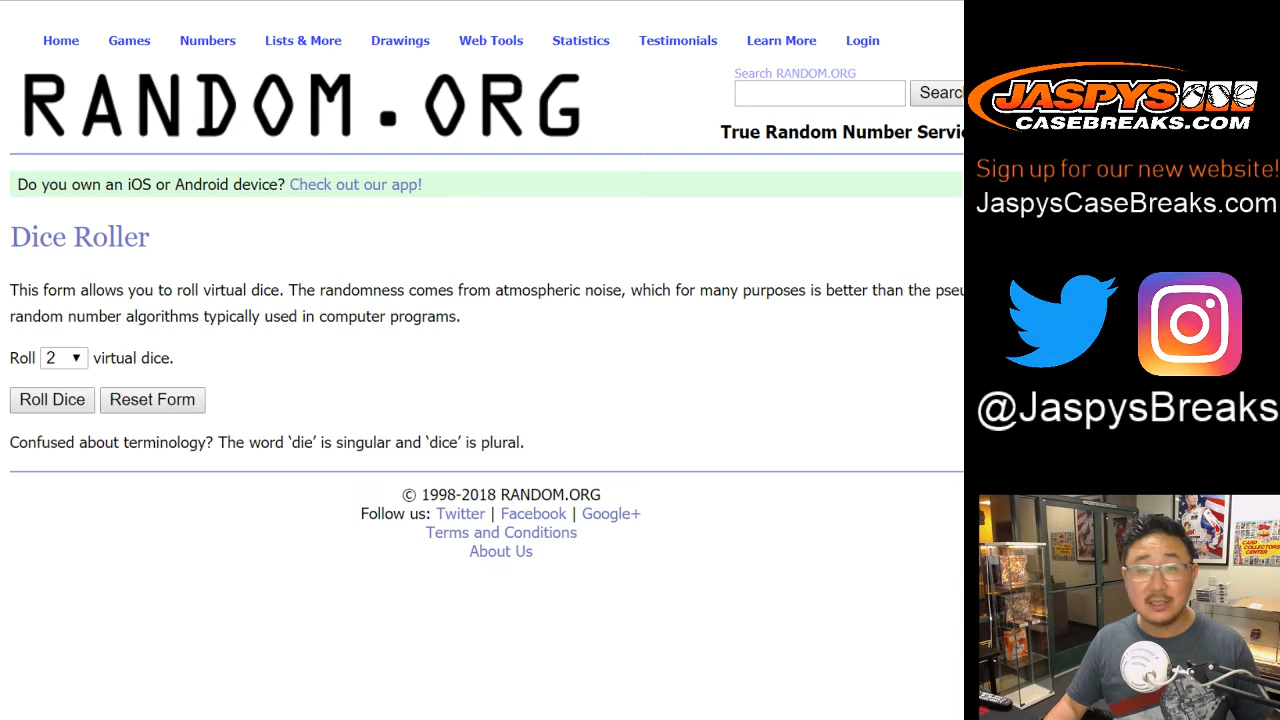 Home Games Numbers Lists & More Drawings Web Tools Statistics Testimonials Learn More Login
RANDOM.ORG
Search RANDOM.ORG
Search
True Random Number Servi
Do you own an iOS or Android device? Check out our app!
Dice Roller
This form allows you to roll virtual dice. The randomness comes from atmospheric noise, which for many purposes is better than the pseu
random number algorithms typically used in computer programs.
Roll 2 virtual dice.
Roll Dice Reset Form
Confused about terminology? The word ‘die’ is singular and ‘dice’ is plural.
© 1998-2018 RANDOM.ORG
Follow us: Twitter | Facebook | Google+
Terms and Conditions
About Us
JASPYS
CASEBREAKS.COM
Sign up for our new website!
JaspysCaseBreaks.com
@JaspysBreaks
CARD
COLLECTORS
CENTER